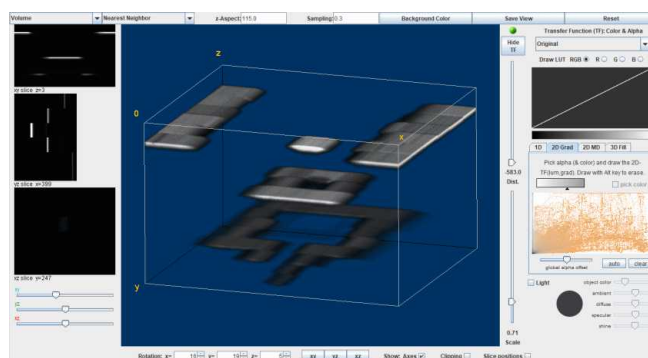 Volume Nearest Neighbor z-Aspect: 115.0 Sampling: 0.3 Background Color Save View Reset
Transfer Function (TF): Color & Alpha
Hide TF
Original
Draw LUT RGB R G B
xy slice z=3
z
0
x
1D 2D Grad 2D MD 3D Fill
Pick alpha (& color) and draw the 2D-
TF(lum,grad). Draw with Alt key to erase.
pick color
-583.0
Dist.
yz slice x=399
global alpha offset auto clear
xz slice y=247
y
Light object color
ambient
diffuse
specular
shine
0.71
Scale
Rotation: x= z= xy yz xz Show: Axes Clipping Slice positions